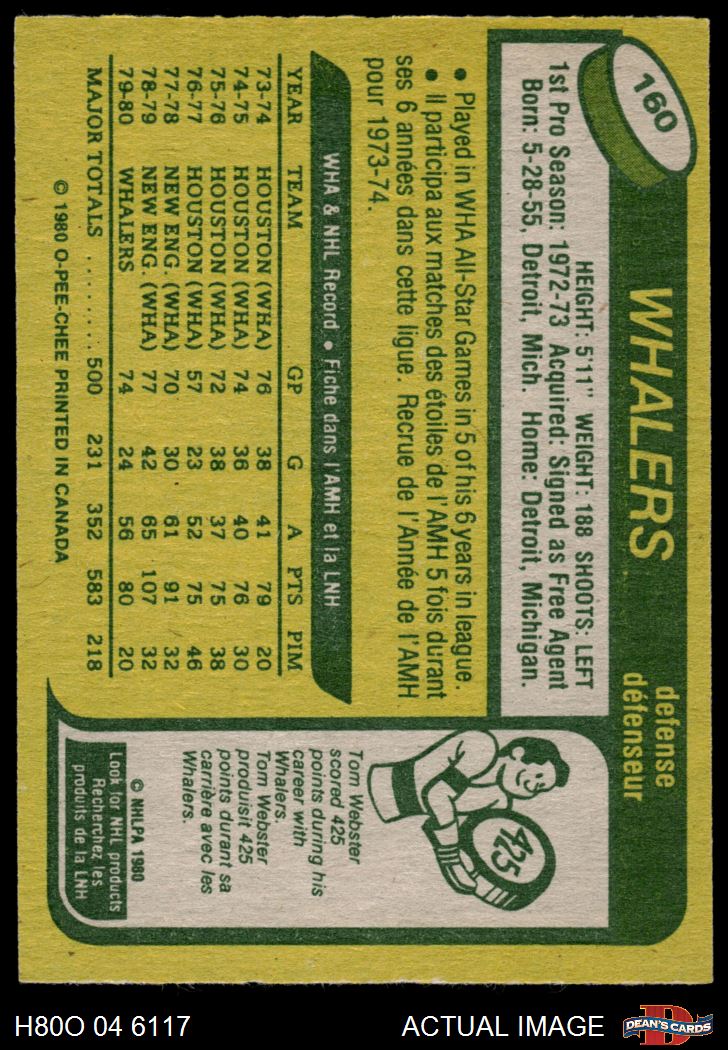 160
WHALERS
defense
défenseur
HEIGHT: 5'11" WEIGHT: 188 SHOOTS: LEFT
1st Pro Season: 1972-73 Acquired: Signed as Free Agent
Born: 5-28-55, Detroit, Mich. Home: Detroit, Michigan.
• Played in WHA All-Star Games in 5 of his 6 years in league.
• Il participa aux matches des étoiles de l'AMH 5 fois durant
ses 6 années dans cette ligue. Recrue de l'Année de l'AMH
pour 1973-74.
WHA & NHL Record • Fiche dans l'AMH et la LNH
YEAR TEAM GP G A PTS PIM
73-74 HOUSTON (WHA) 76 38 41 79 20
74-75 HOUSTON (WHA) 74 36 40 76 30
75-76 HOUSTON (WHA) 72 38 37 75 38
76-77 HOUSTON (WHA) 57 23 52 75 46
77-78 NEW ENG. (WHA) 70 30 61 91 32
78-79 NEW ENG. (WHA) 77 42 65 107 32
79-80 WHALERS 74 24 56 80 20
MAJOR TOTALS ........ 500 231 352 583 218
© 1980 O-PEE-CHEE PRINTED IN CANADA
425
Tom Webster
scored 425
points during his
career with
Whalers.
Tom Webster
produisit 425
points durant sa
carrière avec les
Whalers.
© NHLPA 1980
Look for NHL products
Recherchez les
produits de la LNH
H80O 04 6117
ACTUAL IMAGE
D
DEAN'S CARDS